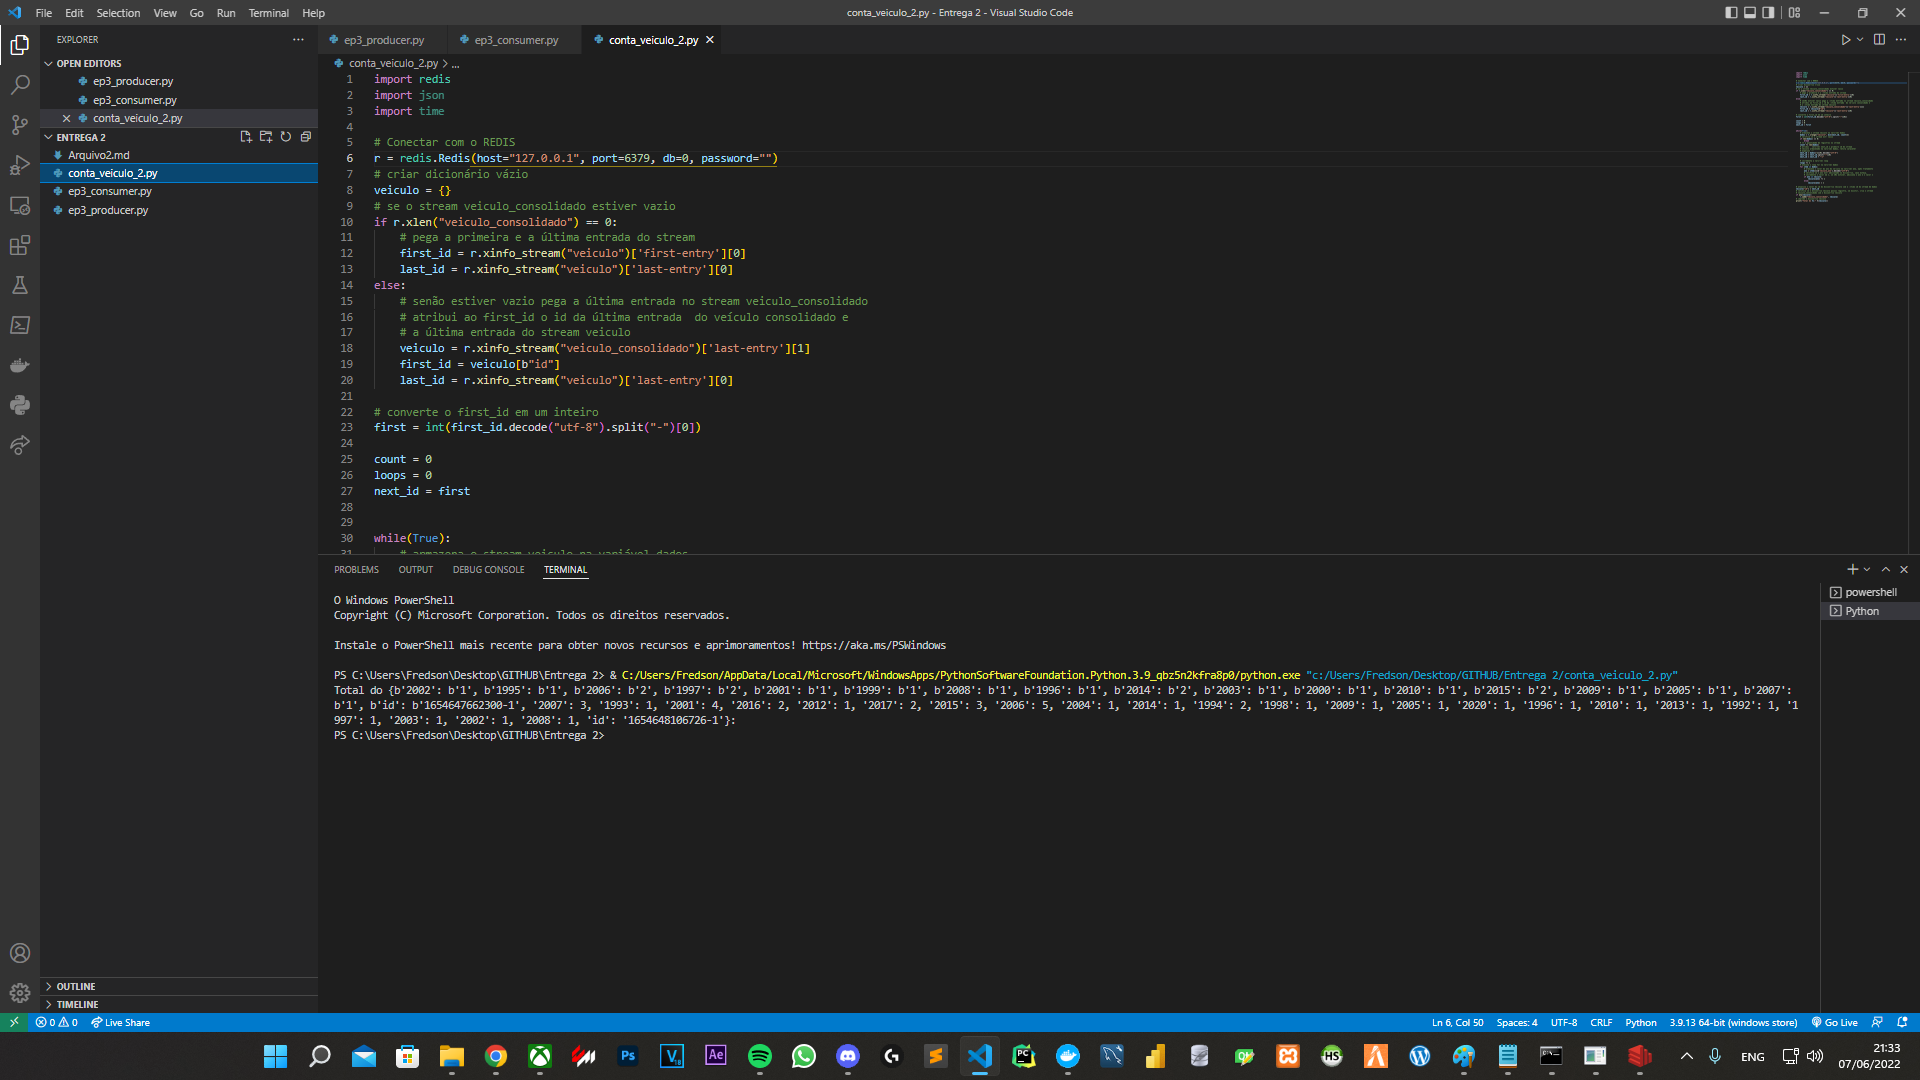 File Edit Selection View Go Run Terminal Help
conta_veiculo_2.py - Entrega 2 - Visual Studio Code
EXPLORER
OPEN EDITORS
ep3_producer.py
ep3_consumer.py
conta_veiculo_2.py
ENTREGA 2
Arquivo2.md
conta_veiculo_2.py
ep3_consumer.py
ep3_producer.py
OUTLINE
TIMELINE
ep3_producer.py ep3_consumer.py conta_veiculo_2.py
conta_veiculo_2.py > ...
1 import redis
2 import json
3 import time
4
5 # Conectar com o REDIS
6 r = redis.Redis(host="127.0.0.1", port=6379, db=0, password="")
7 # criar dicionário vázio
8 veiculo = {}
9 # se o stream veiculo_consolidado estiver vazio
10 if r.xlen("veiculo_consolidado") == 0:
11 # pega a primeira e a última entrada do stream
12 first_id = r.xinfo_stream("veiculo")['first-entry'][0]
13 last_id = r.xinfo_stream("veiculo")['last-entry'][0]
14 else:
15 # senão estiver vazio pega a última entrada no stream veiculo_consolidado
16 # atribui ao first_id o id da última entrada  do veículo consolidado e
17 # a última entrada do stream veiculo
18 veiculo = r.xinfo_stream("veiculo_consolidado")['last-entry'][1]
19 first_id = veiculo[b"id"]
20 last_id = r.xinfo_stream("veiculo")['last-entry'][0]
21
22 # converte o first_id em um inteiro
23 first = int(first_id.decode("utf-8").split("-")[0])
24
25 count = 0
26 loops = 0
27 next_id = first
28
29
30 while(True):
31 # armazena o stream veiculo na variável dados
PROBLEMS OUTPUT DEBUG CONSOLE TERMINAL
powershell
Python
O Windows PowerShell
Copyright (C) Microsoft Corporation. Todos os direitos reservados.
Instale o PowerShell mais recente para obter novos recursos e aprimoramentos! https://aka.ms/PSWindows
PS C:\Users\Fredson\Desktop\GITHUB\Entrega 2> & C:/Users/Fredson/AppData/Local/Microsoft/WindowsApps/PythonSoftwareFoundation.Python.3.9_qbz5n2kfra8p0/python.exe "c:/Users/Fredson/Desktop/GITHUB/Entrega 2/conta_veiculo_2.py"
Total do {b'2002': b'1', b'1995': b'1', b'2006': b'2', b'1997': b'2', b'2001': b'1', b'1999': b'1', b'2008': b'1', b'1996': b'1', b'2014': b'2', b'2003': b'1', b'2000': b'1', b'2010': b'1', b'2015': b'2', b'2009': b'1', b'2005': b'1', b'2007':
b'1', b'id': b'1654647662300-1', '2007': 3, '1993': 1, '2001': 4, '2016': 2, '2012': 1, '2017': 2, '2015': 3, '2006': 5, '2004': 1, '2014': 1, '1994': 2, '1998': 1, '2009': 1, '2005': 1, '2020': 1, '1996': 1, '2010': 1, '2013': 1, '1992': 1, '1
997': 1, '2003': 1, '2002': 1, '2008': 1, 'id': '1654648106726-1'}:
PS C:\Users\Fredson\Desktop\GITHUB\Entrega 2>
0 0 Live Share
Ln 6, Col 50 Spaces: 4 UTF-8 CRLF Python 3.9.13 64-bit (windows store) Go Live
Ps Ae PC Qt HS
ENG
21:33
07/06/2022